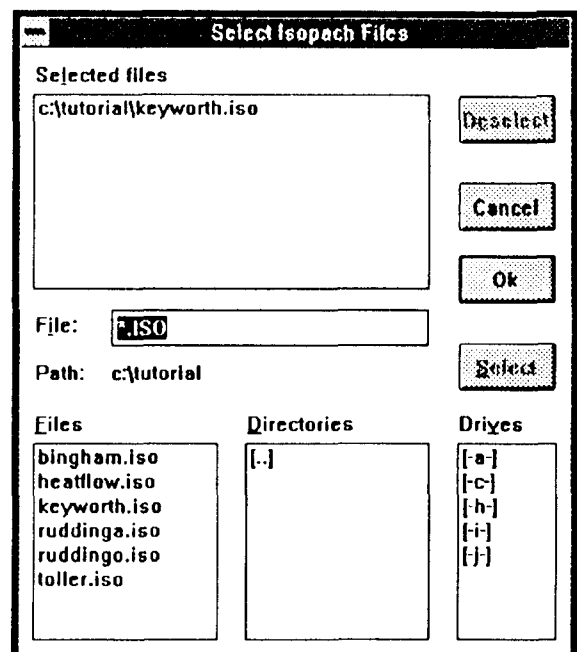 Select Isopach Files
Selected files
c:\tutorial\keyworth.iso
Deselect
Cancel
Ok
File: *.ISO
Path: c:\tutorial
Select
Files
bingham.iso
heatflow.iso
keyworth.iso
ruddinga.iso
ruddingo.iso
toller.iso
Directories
[..]
Drives
[-a-]
[-c-]
[-h-]
[-i-]
[-j-]